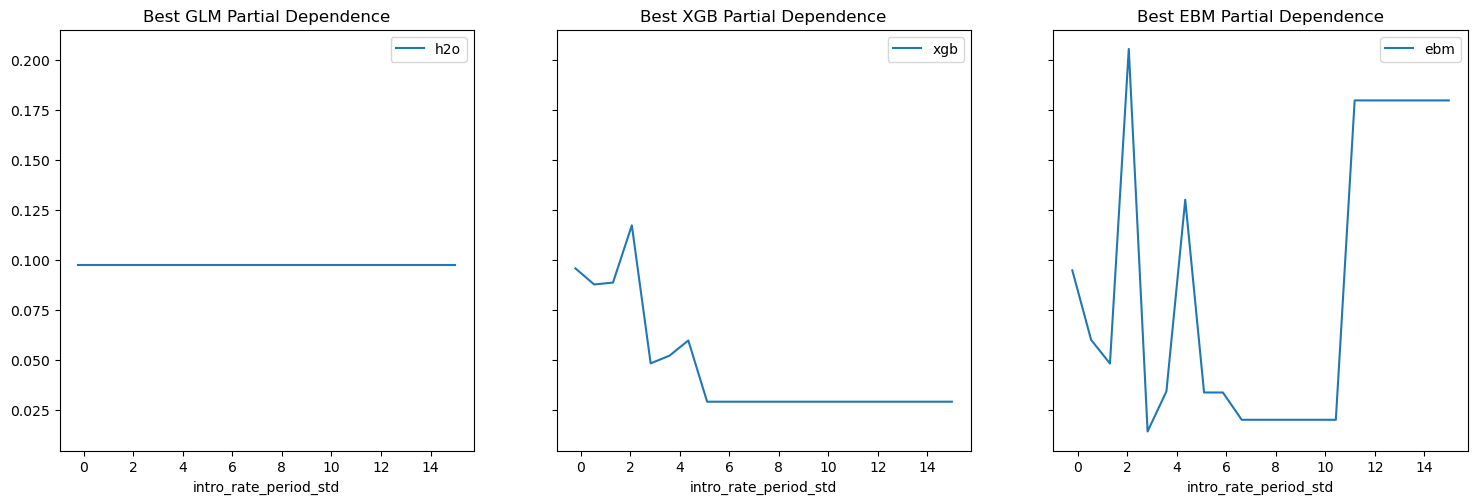 Best GLM Partial Dependence
h2o
0.200
0.175
0.150
0.125
0.100
0.075
0.050
0.025
0 2 4 6 8 10 12 14
intro_rate_period_std
Best XGB Partial Dependence
xgb
0 2 4 6 8 10 12 14
intro_rate_period_std
Best EBM Partial Dependence
ebm
0 2 4 6 8 10 12 14
intro_rate_period_std